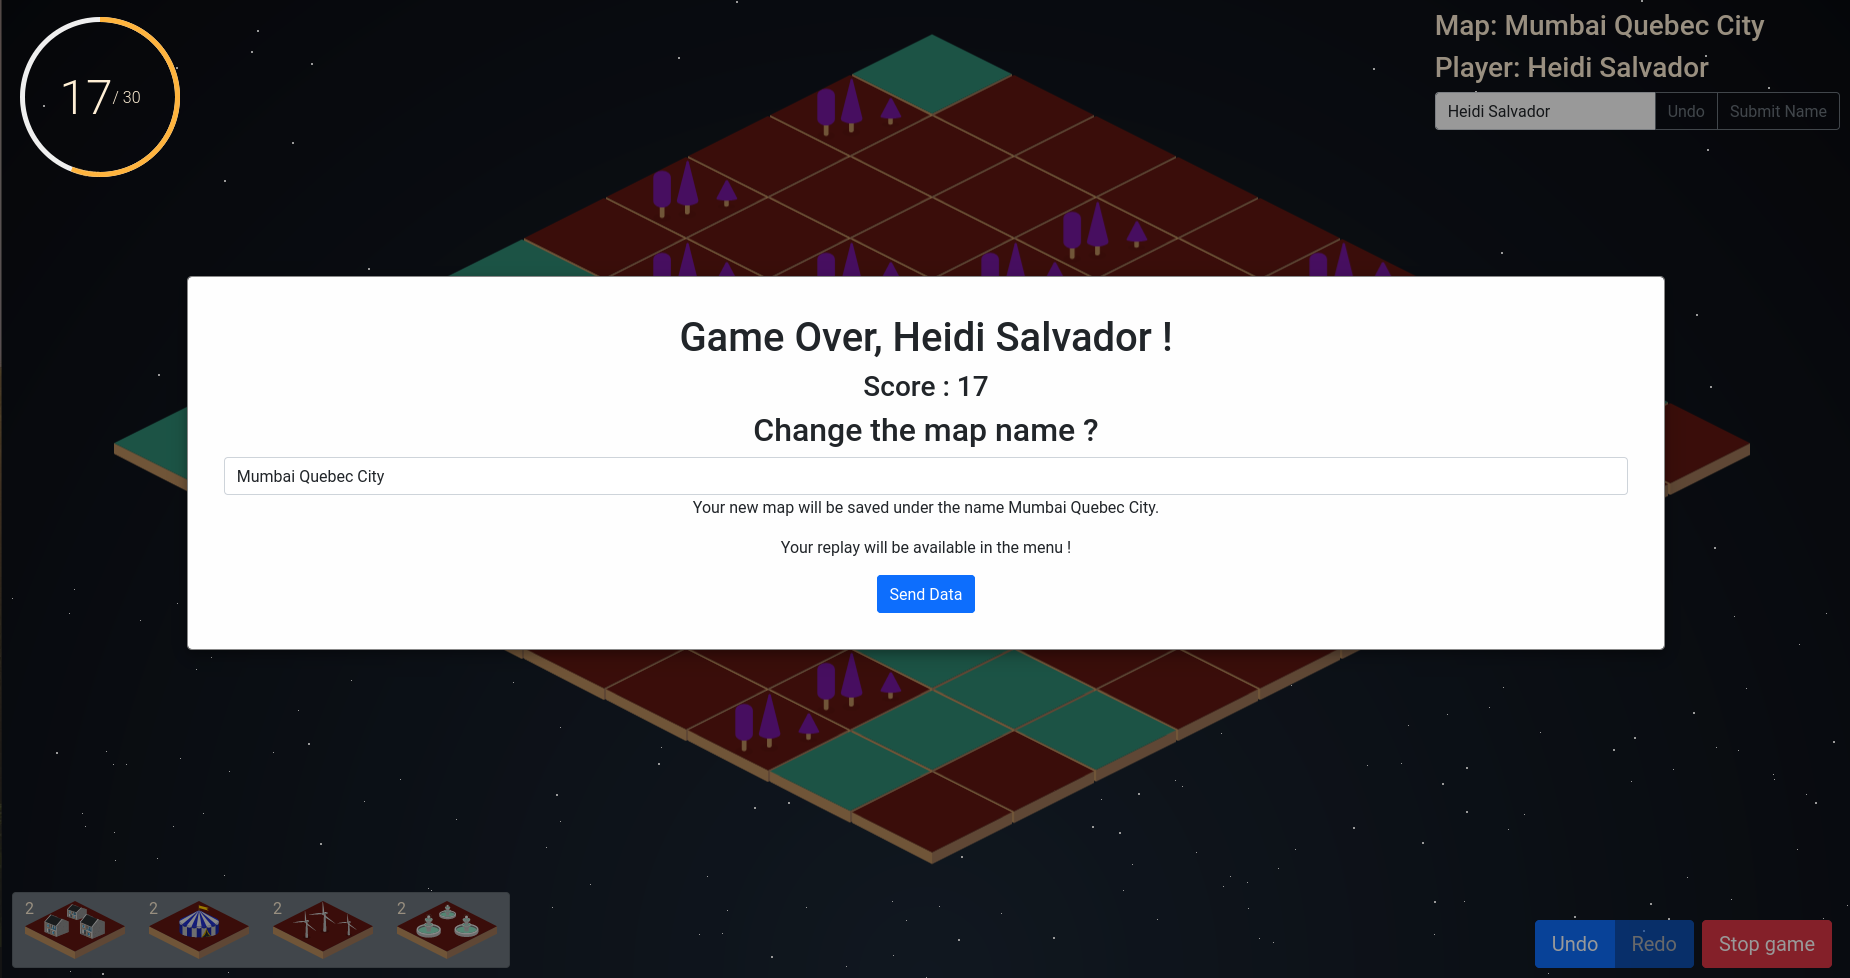 17 / 30
Map: Mumbai Quebec City
Player: Heidi Salvador
Heidi Salvador Undo Submit Name
Game Over, Heidi Salvador !
Score : 17
Change the map name ?
Mumbai Quebec City
Your new map will be saved under the name Mumbai Quebec City.
Your replay will be available in the menu !
Send Data
2 2 2 2
Undo Redo Stop game